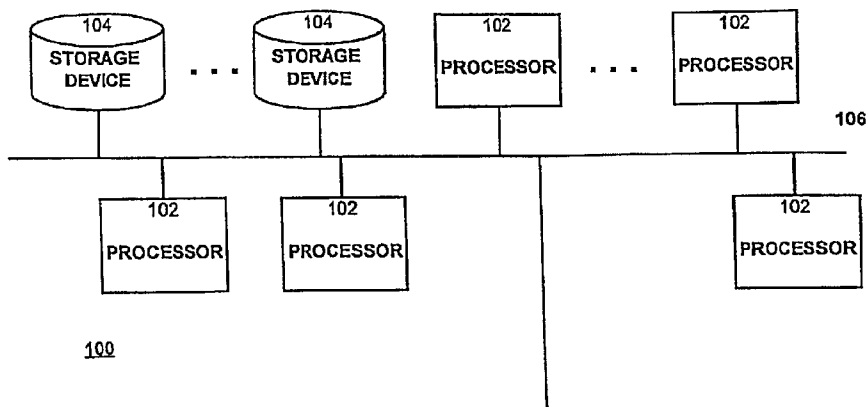 104
STORAGE
DEVICE
. . .
104
STORAGE
DEVICE
102
PROCESSOR
. . .
102
PROCESSOR
106
102
PROCESSOR
102
PROCESSOR
102
PROCESSOR
100